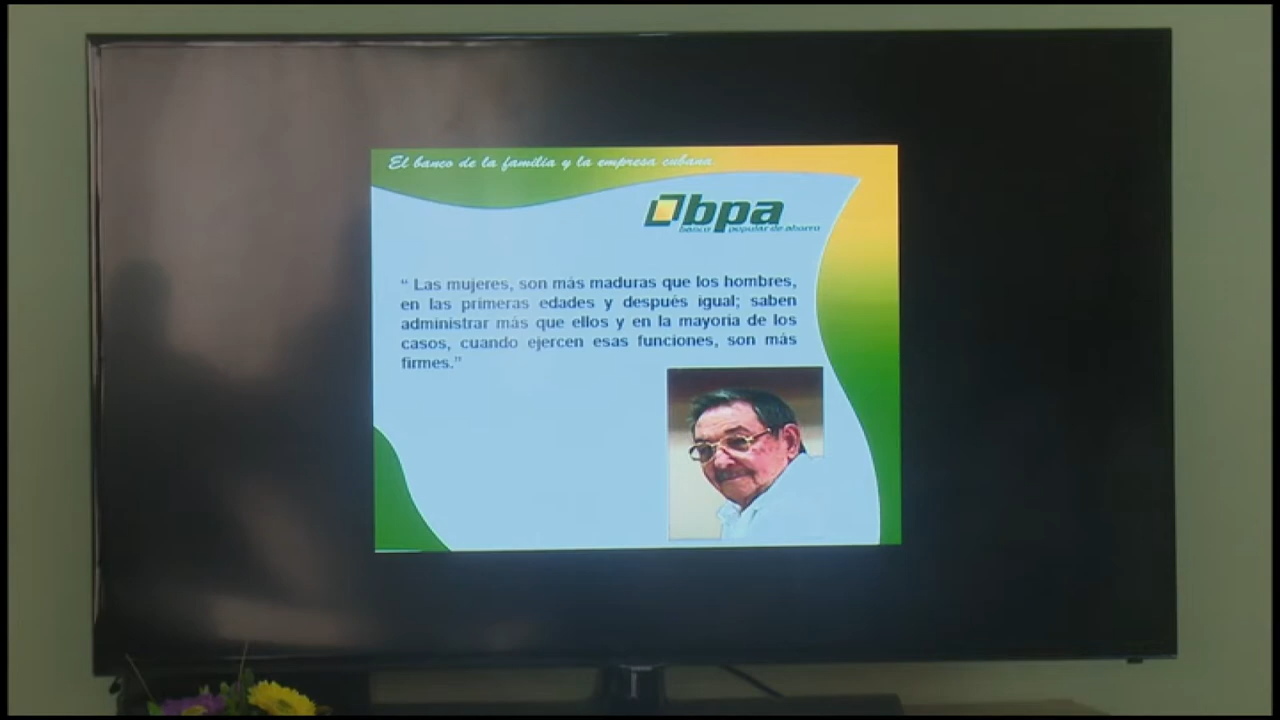 El banco de la familia y la empresa cubana.
bpa
banco popular de ahorro
“ Las mujeres, son más maduras que los hombres,
en las primeras edades y después igual; saben
administrar más que ellos y en la mayoria de los
casos, cuando ejercen esas funciones, son más
firmes.”